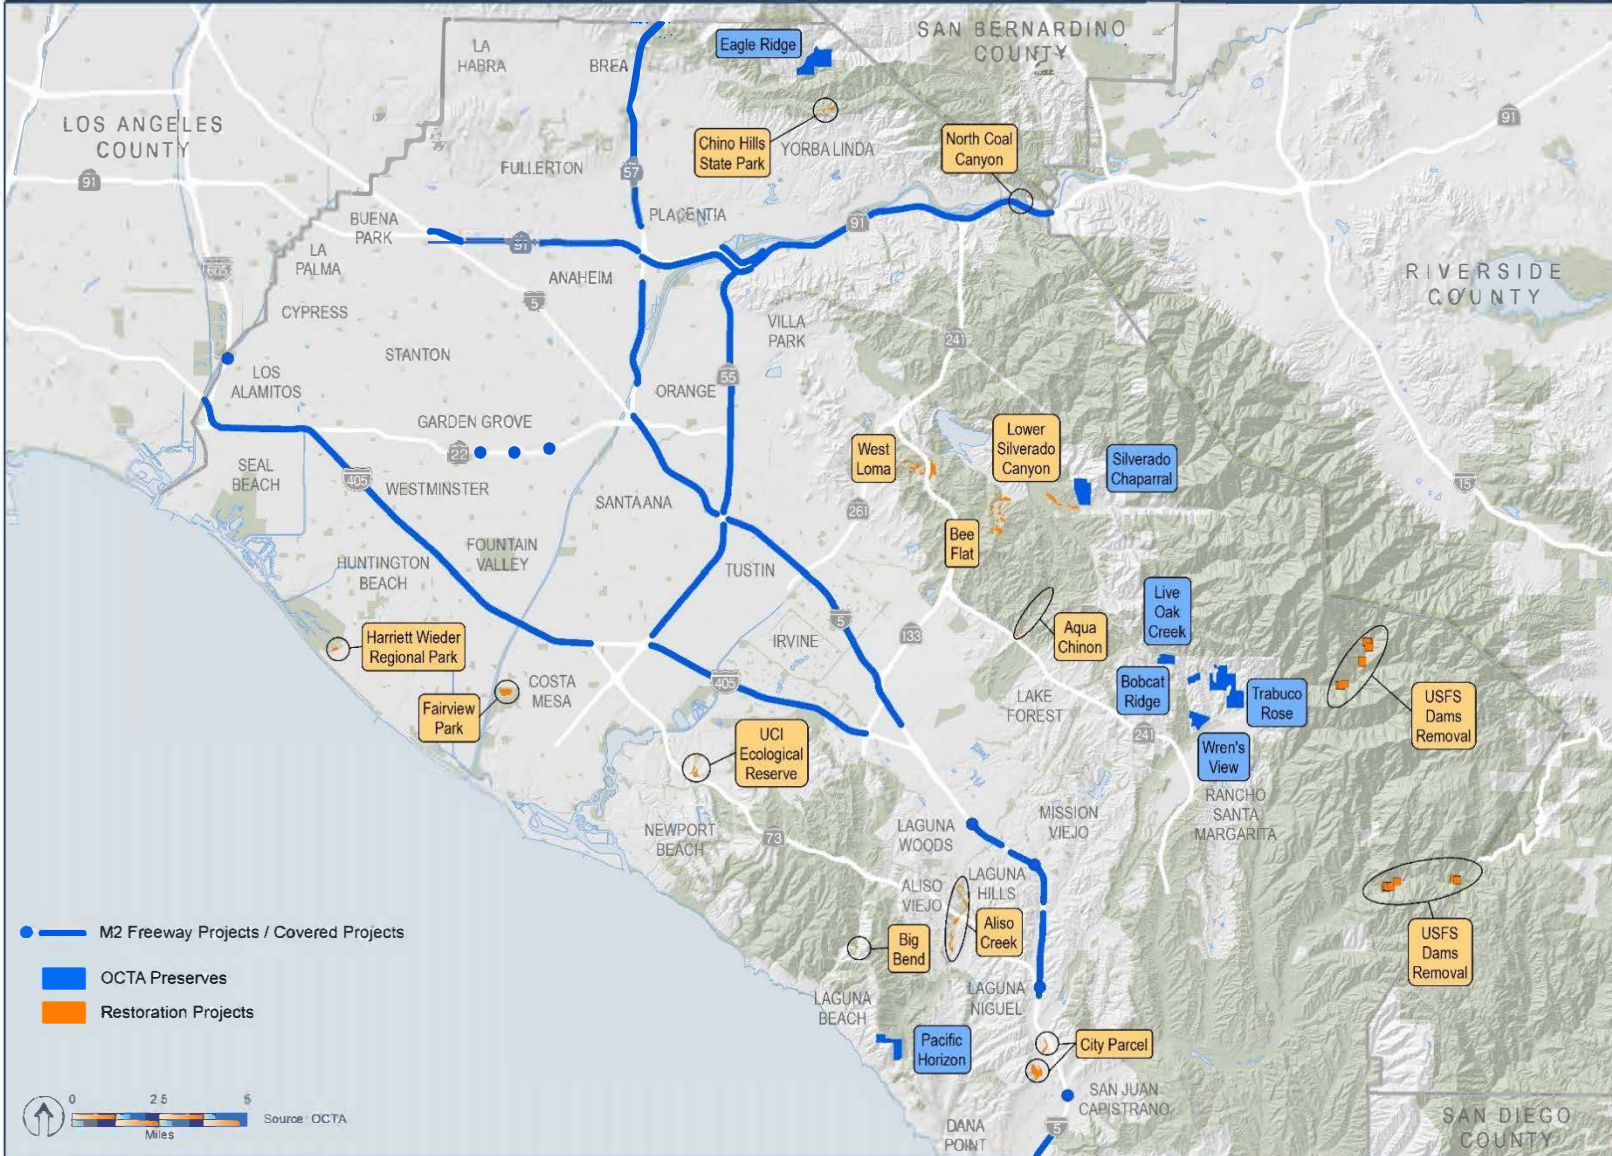 SAN BERNARDINO
COUNTY
LA
HABRA
BREA
Eagle Ridge
LOS ANGELES
COUNTY
91
Chino Hills
State Park
YORBA LINDA
North Coal
Canyon
91
FULLERTON
57
91
BUENA
PARK
PLACENTIA
91
LA
PALMA
605
ANAHEIM
91
RIVERSIDE
COUNTY
CYPRESS
5
VILLA
PARK
241
STANTON
LOS
ALAMITOS
ORANGE
55
GARDEN GROVE
22
West
Loma
Lower
Silverado
Canyon
Silverado
Chaparral
15
SEAL
BEACH
405
WESTMINSTER
SANTA ANA
261
Bee
Flat
FOUNTAIN
VALLEY
HUNTINGTON
BEACH
TUSTIN
Live
Oak
Creek
5
133
Aqua
Chinon
IRVINE
Harriett Wieder
Regional Park
COSTA
MESA
405
LAKE
FOREST
Bobcat
Ridge
Trabuco
Rose
USFS
Dams
Removal
Fairview
Park
UCI
Ecological
Reserve
241
Wren's
View
RANCHO
SANTA
MARGARITA
MISSION
VIEJO
NEWPORT
BEACH
73
LAGUNA
WOODS
ALISO
VIEJO
LAGUNA
HILLS
Aliso
Creek
Big
Bend
USFS
Dams
Removal
M2 Freeway Projects / Covered Projects
OCTA Preserves
Restoration Projects
LAGUNA
BEACH
LAGUNA
NIGUEL
Pacific
Horizon
City Parcel
SAN JUAN
CAPISTRANO
DANA
POINT
5
SAN DIEGO
COUNTY
0 2.5 5
Miles
Source: OCTA